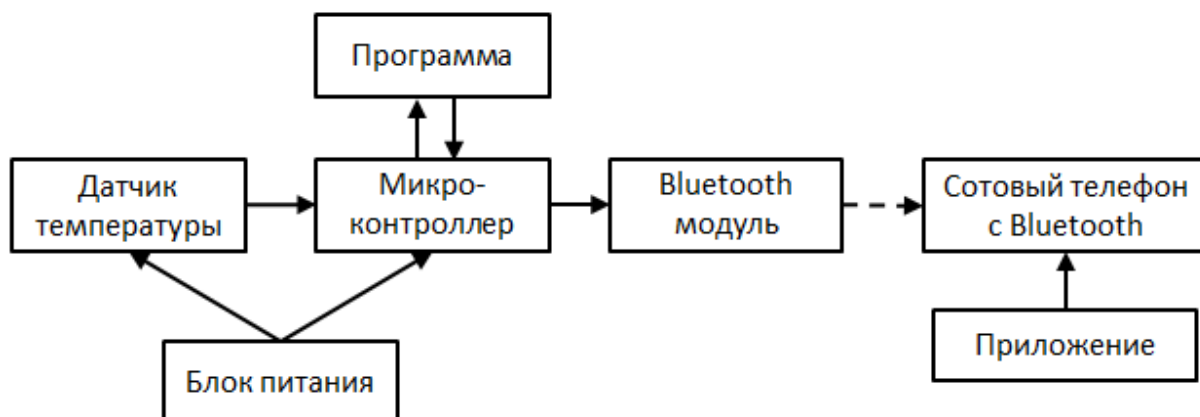 Программа
Датчик
температуры
Микро-
контроллер
Bluetooth
модуль
Сотовый телефон
с Bluetooth
Блок питания
Приложение